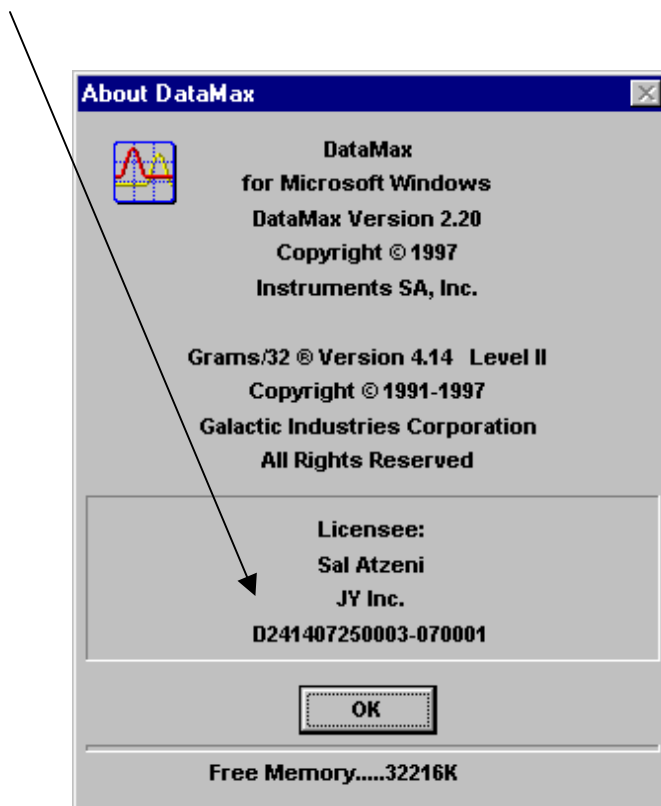 About DataMax
DataMax
for Microsoft Windows
DataMax Version 2.20
Copyright © 1997
Instruments SA, Inc.
Grams/32 ® Version 4.14 Level II
Copyright © 1991-1997
Galactic Industries Corporation
All Rights Reserved
Licensee:
Sal Atzeni
JY Inc.
D241407250003-070001
OK
Free Memory.....32216K